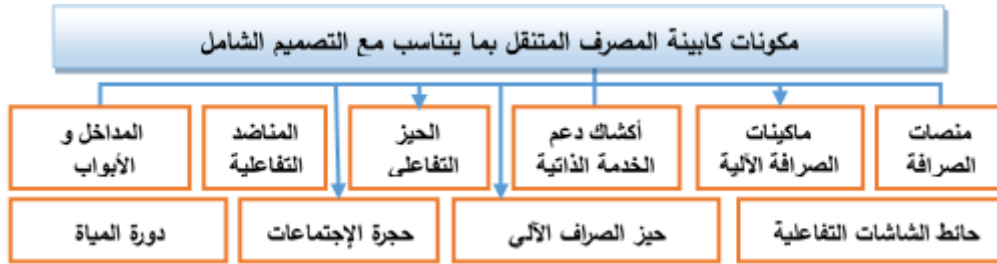 مكونات كابينة المصرف المتنقل بما يتناسب مع التصميم الشامل
منصات
الصرافة
ماكينات
الصرافة الآلية
أكشاك دعم
الخدمة الذاتية
الحيز
التفاعلى
المناضد
التفاعلية
المداخل و
الأبواب
حائط الشاشات التفاعلية
حيز الصراف الآلى
حجرة الإجتماعات
دورة المياة